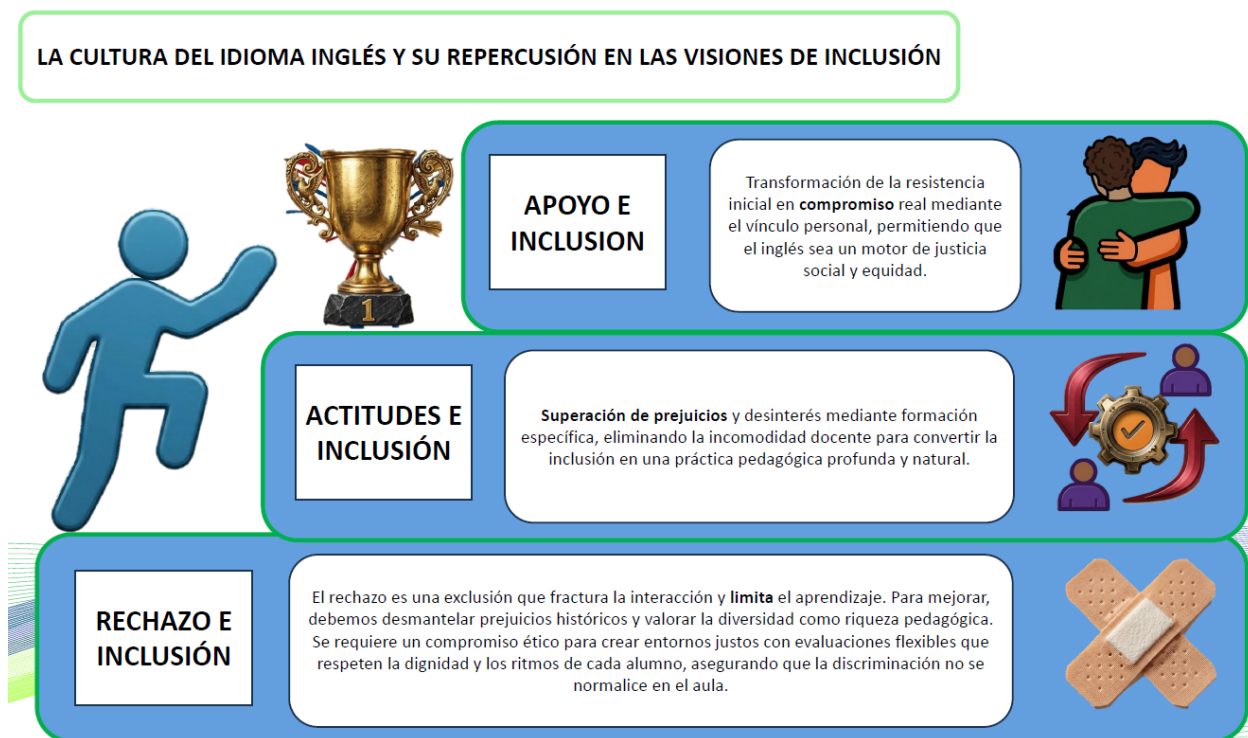 LA CULTURA DEL IDIOMA INGLÉS Y SU REPERCUSIÓN EN LAS VISIONES DE INCLUSIÓN
1
APOYO E
INCLUSION
Transformación de la resistencia
inicial en compromiso real mediante
el vínculo personal, permitiendo que
el inglés sea un motor de justicia
social y equidad.
ACTITUDES E
INCLUSIÓN
Superación de prejuicios y desinterés mediante formación
específica, eliminando la incomodidad docente para convertir la
inclusión en una práctica pedagógica profunda y natural.
RECHAZO E
INCLUSIÓN
El rechazo es una exclusión que fractura la interacción y limita el aprendizaje. Para mejorar,
debemos desmantelar prejuicios históricos y valorar la diversidad como riqueza pedagógica.
Se requiere un compromiso ético para crear entornos justos con evaluaciones flexibles que
respeten la dignidad y los ritmos de cada alumno, asegurando que la discriminación no se
normalice en el aula.